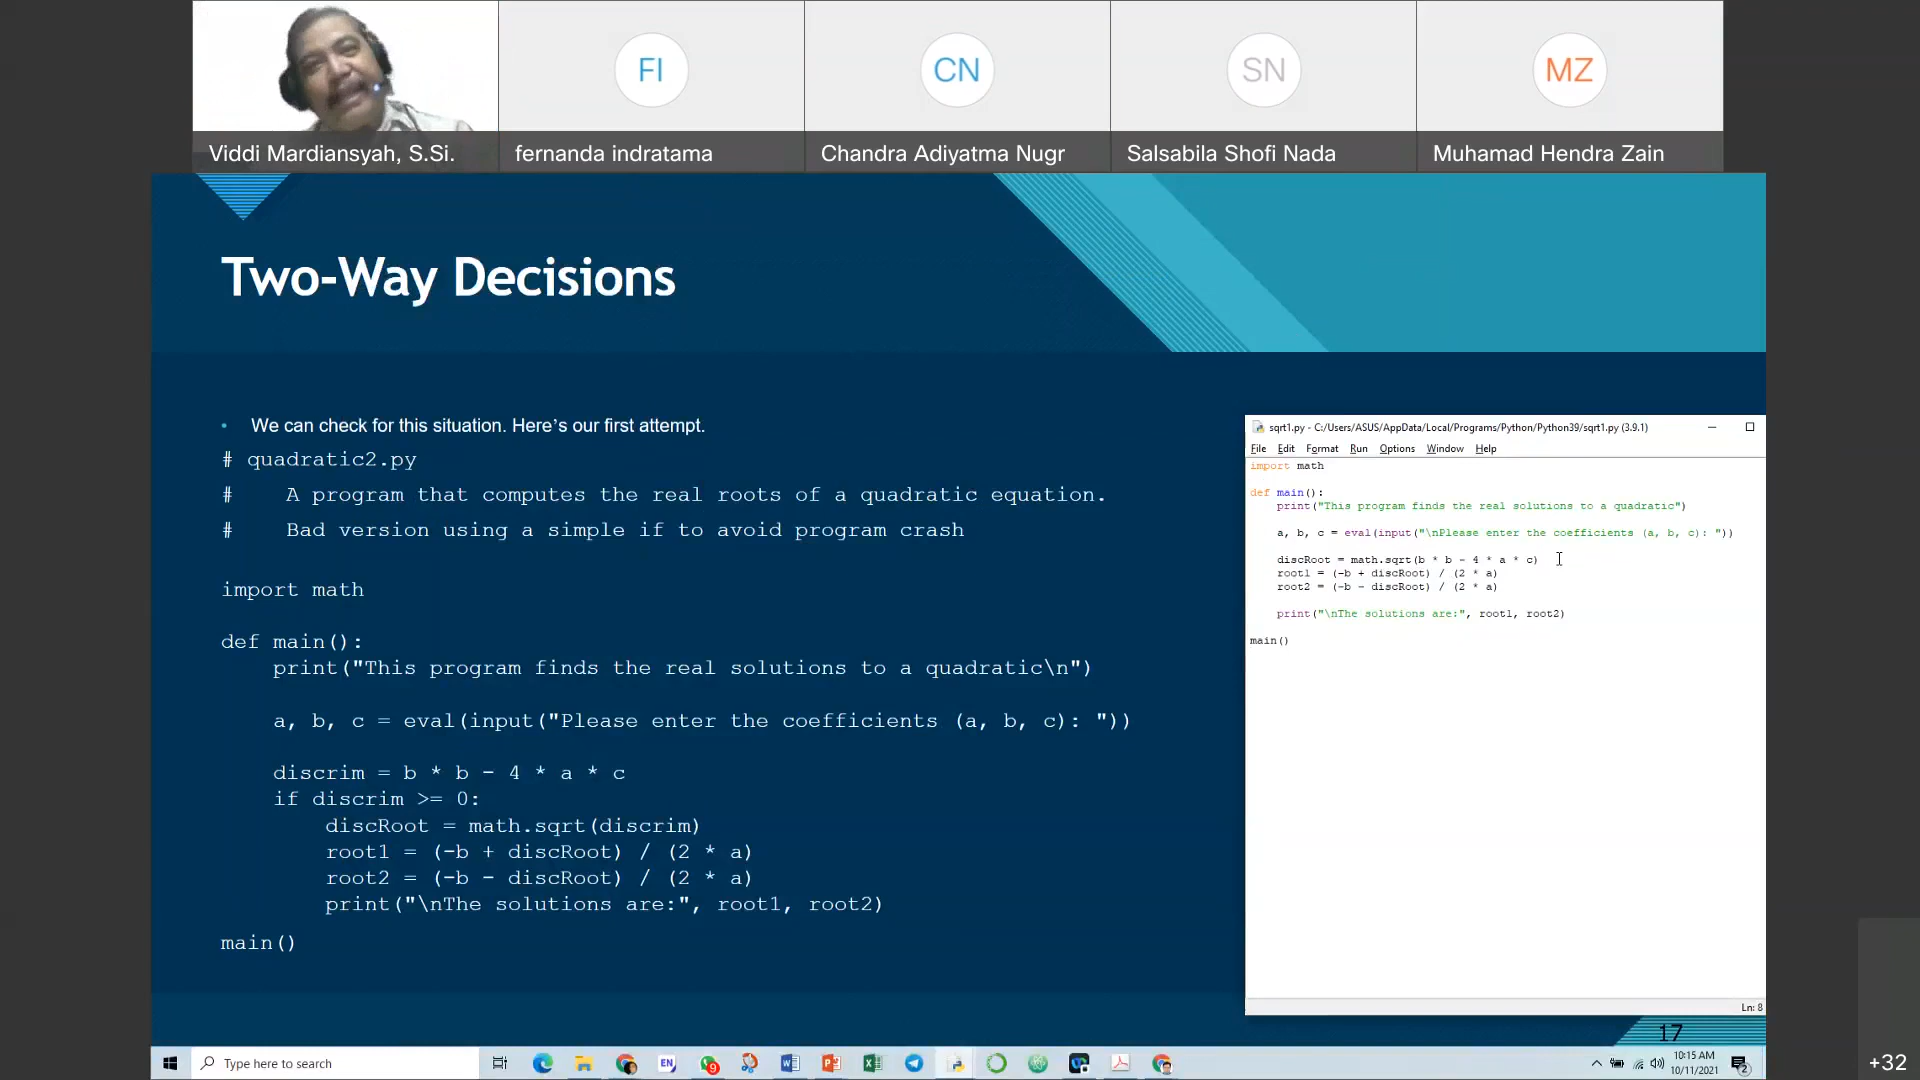 FI
CN
SN
MZ
Viddi Mardiansyah, S.Si.
fernanda indratama
Chandra Adiyatma Nugr
Salsabila Shofi Nada
Muhamad Hendra Zain
Two-Way Decisions
• We can check for this situation. Here's our first attempt.
# quadratic2.py
# A program that computes the real roots of a quadratic equation.
# Bad version using a simple if to avoid program crash
import math
def main():
print("This program finds the real solutions to a quadratic\n")
a, b, c = eval(input("Please enter the coefficients (a, b, c): "))
discrim = b * b - 4 * a * c
if discrim >= 0:
discRoot = math.sqrt(discrim)
root1 = (-b + discRoot) / (2 * a)
root2 = (-b - discRoot) / (2 * a)
print("\nThe solutions are:", root1, root2)
main()
sqrt1.py - C:/Users/ASUS/AppData/Local/Programs/Python/Python39/sqrt1.py (3.9.1)
File Edit Format Run Options Window Help
import math
def main():
print("This program finds the real solutions to a quadratic")
a, b, c = eval(input("\nPlease enter the coefficients (a, b, c): "))
discRoot = math.sqrt(b * b - 4 * a * c)
root1 = (-b + discRoot) / (2 * a)
root2 = (-b - discRoot) / (2 * a)
print("\nThe solutions are:", root1, root2)
main()
Ln: 8
17
Type here to search
EN
9
10:15 AM
10/11/2021
2
+32